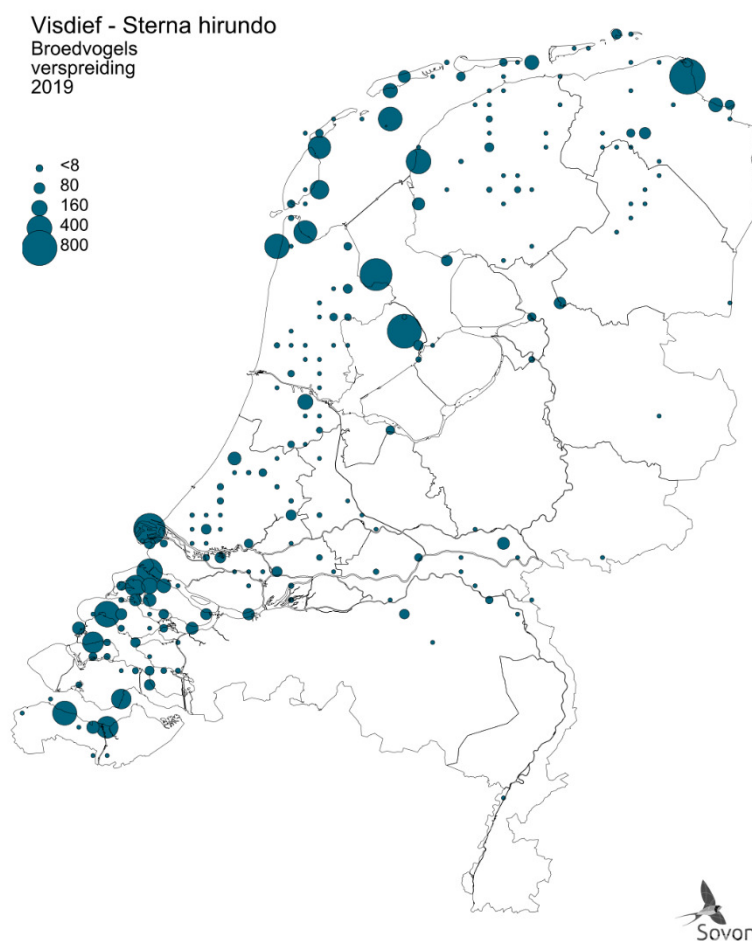 Visdief - Sterna hirundo
Broedvogels
verspreiding
2019
<8
80
160
400
800
Sovon